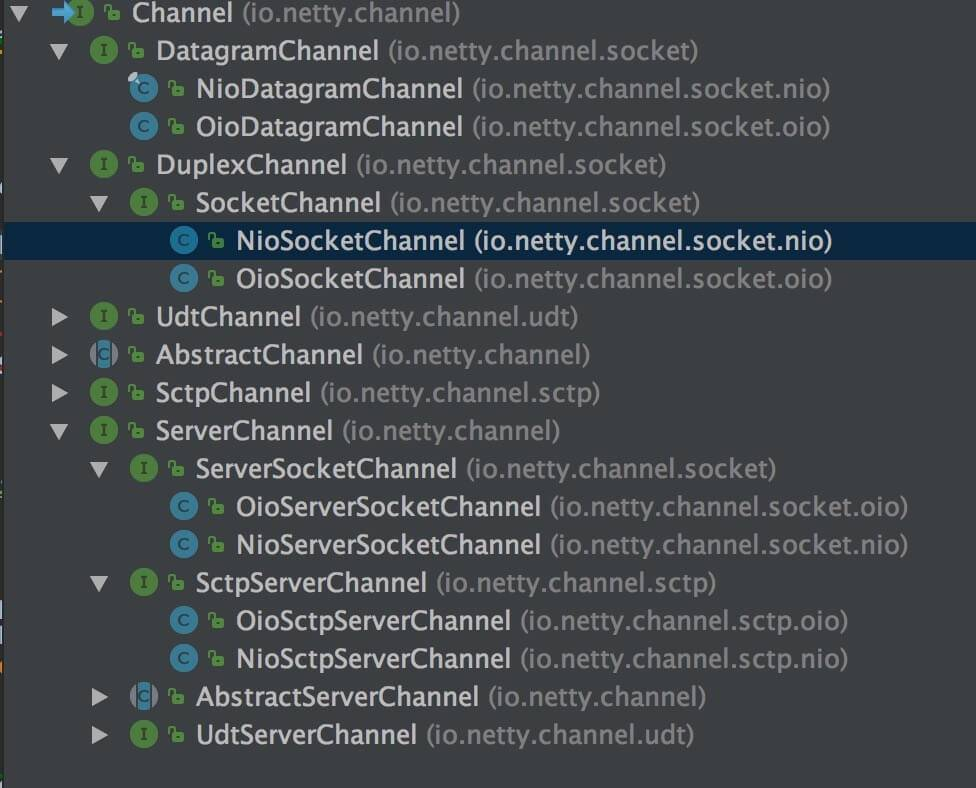 Channel (io.netty.channel)
DatagramChannel (io.netty.channel.socket)
NioDatagramChannel (io.netty.channel.socket.nio)
OioDatagramChannel (io.netty.channel.socket.oio)
DuplexChannel (io.netty.channel.socket)
SocketChannel (io.netty.channel.socket)
NioSocketChannel (io.netty.channel.socket.nio)
OioSocketChannel (io.netty.channel.socket.oio)
UdtChannel (io.netty.channel.udt)
AbstractChannel (io.netty.channel)
SctpChannel (io.netty.channel.sctp)
ServerChannel (io.netty.channel)
ServerSocketChannel (io.netty.channel.socket)
OioServerSocketChannel (io.netty.channel.socket.oio)
NioServerSocketChannel (io.netty.channel.socket.nio)
SctpServerChannel (io.netty.channel.sctp)
OioSctpServerChannel (io.netty.channel.sctp.oio)
NioSctpServerChannel (io.netty.channel.sctp.nio)
AbstractServerChannel (io.netty.channel)
UdtServerChannel (io.netty.channel.udt)